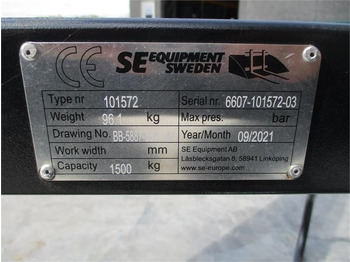 CE SE EQUIPMENT SWEDEN
Type nr 101572 Serial nr. 6607-101572-03
Weight 96,1 kg Max pres. bar
Drawing No. Year/Month 09/2021
Work width mm SE Equipment AB
Låsblecksgatan 8, 58941 Linköping
Capacity 1500 kg www.se-europe.com